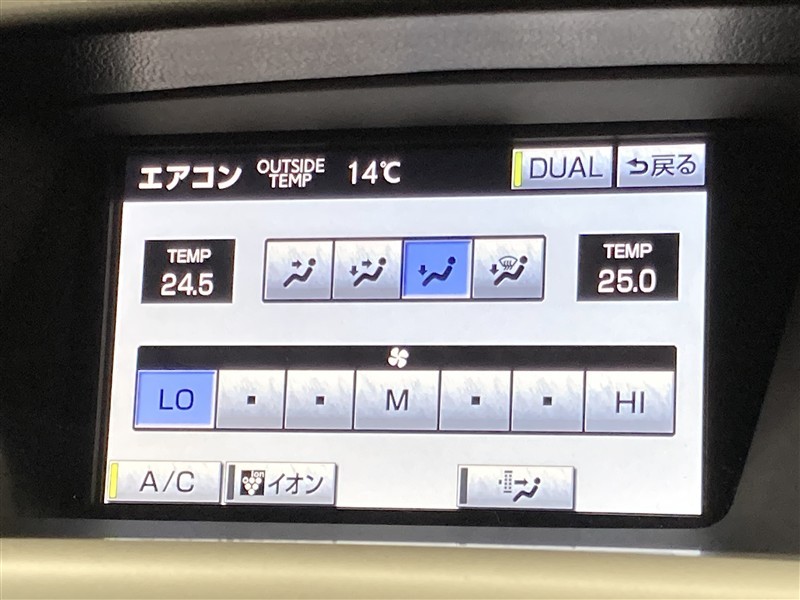 エアコン OUTSIDE TEMP 14℃ DUAL 戻る
TEMP 24.5
TEMP 25.0
LO M HI
A/C ion イオン